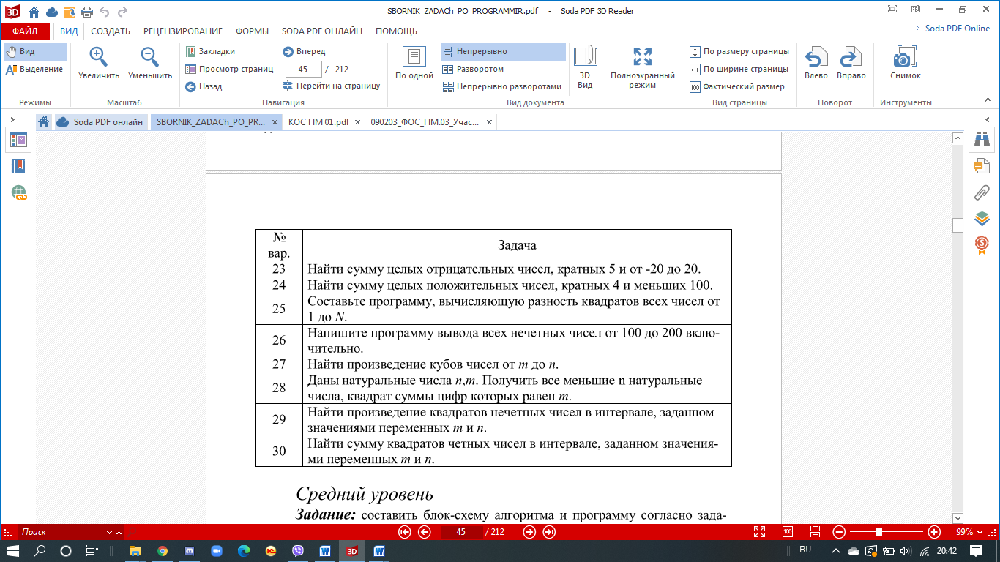 SBORNIK_ZADACh_PO_PROGRAMMIR.pdf - Soda PDF 3D Reader
ФАЙЛ ВИД СОЗДАТЬ РЕЦЕНЗИРОВАНИЕ ФОРМЫ SODA PDF ОНЛАЙН ПОМОЩЬ Soda PDF Online
Вид
Выделение
Режимы
Увеличить Уменьшить
Масштаб
Закладки
Просмотр страниц
Назад
Вперед
45 / 212
Перейти на страницу
Навигация
По одной
Непрерывно
Разворотом
Непрерывно разворотами
3D
Вид
Вид документа
Полноэкранный
режим
По размеру страницы
По ширине страницы
100 Фактический размер
Вид страницы
Влево Вправо
Поворот
Снимок
Инструменты
Soda PDF онлайн SBORNIK_ZADACh_PO_PR... КОС ПМ 01.pdf 090203_ФОС_ПМ.03_Учас...
№
вар.
Задача
23 Найти сумму целых отрицательных чисел, кратных 5 и от -20 до 20.
24 Найти сумму целых положительных чисел, кратных 4 и меньших 100.
25 Составьте программу, вычисляющую разность квадратов всех чисел от
1 до N.
26 Напишите программу вывода всех нечетных чисел от 100 до 200 вклю-
чительно.
27 Найти произведение кубов чисел от m до n.
28 Даны натуральные числа n,m. Получить все меньшие n натуральные
числа, квадрат суммы цифр которых равен m.
29 Найти произведение квадратов нечетных чисел в интервале, заданном
значениями переменных m и n.
30 Найти сумму квадратов четных чисел в интервале, заданном значения-
ми переменных m и n.
Средний уровень
Задание: составить блок-схему алгоритма и программу согласно зада-
Поиск 45 / 212 100 99%
3D RU 20:42